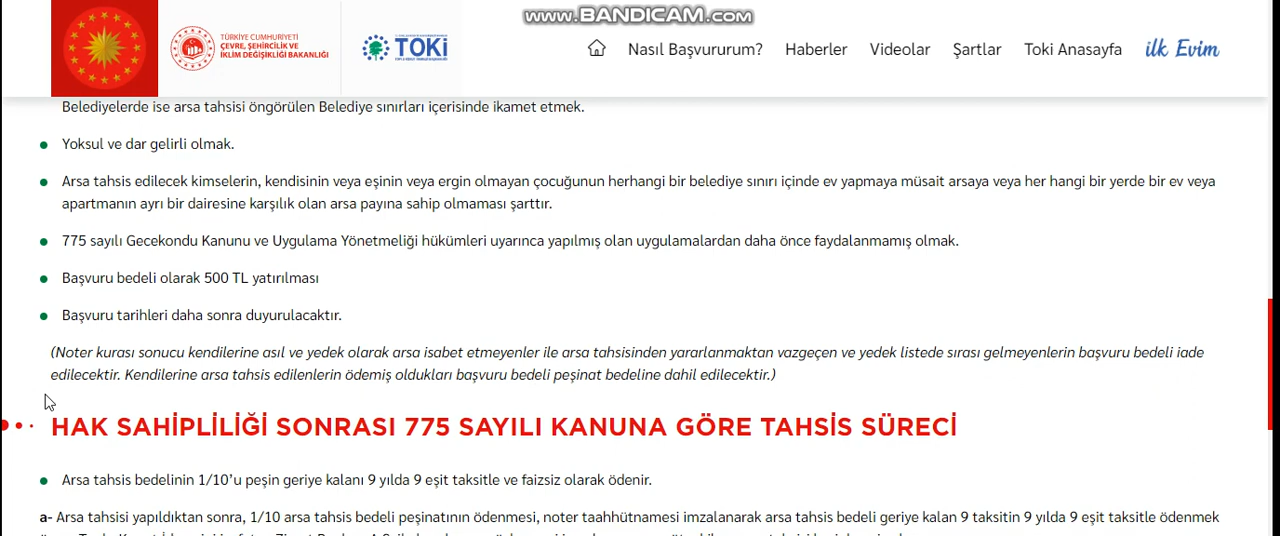 www.BANDICAM.com
TÜRKİYE CUMHURİYETİ
ÇEVRE, ŞEHİRCİLİK VE
İKLİM DEĞİŞİKLİĞİ BAKANLIĞI
TOKİ
Nasıl Başvururum? Haberler Videolar Şartlar Toki Anasayfa ilk Evim
Belediyelerde ise arsa tahsisi öngörülen Belediye sınırları içerisinde ikamet etmek.
Yoksul ve dar gelirli olmak.
Arsa tahsis edilecek kimselerin, kendisinin veya eşinin veya ergin olmayan çocuğunun herhangi bir belediye sınırı içinde ev yapmaya müsait arsaya veya her hangi bir yerde bir ev veya
apartmanın ayrı bir dairesine karşılık olan arsa payına sahip olmaması şarttır.
775 sayılı Gecekondu Kanunu ve Uygulama Yönetmeliği hükümleri uyarınca yapılmış olan uygulamalardan daha önce faydalanmamış olmak.
Başvuru bedeli olarak 500 TL yatırılması
Başvuru tarihleri daha sonra duyurulacaktır.
(Noter kurası sonucu kendilerine asıl ve yedek olarak arsa isabet etmeyenler ile arsa tahsisinden yararlanmaktan vazgeçen ve yedek listede sırası gelmeyenlerin başvuru bedeli iade
edilecektir. Kendilerine arsa tahsis edilenlerin ödemiş oldukları başvuru bedeli peşinat bedeline dahil edilecektir.)
HAK SAHİPLİLİĞİ SONRASI 775 SAYILI KANUNA GÖRE TAHSİS SÜRECİ
Arsa tahsis bedelinin 1/10’u peşin geriye kalanı 9 yılda 9 eşit taksitle ve faizsiz olarak ödenir.
a- Arsa tahsisi yapıldıktan sonra, 1/10 arsa tahsis bedeli peşinatının ödenmesi, noter taahhütnamesi imzalanarak arsa tahsis bedeli geriye kalan 9 taksitin 9 yılda 9 eşit taksitle ödenmek